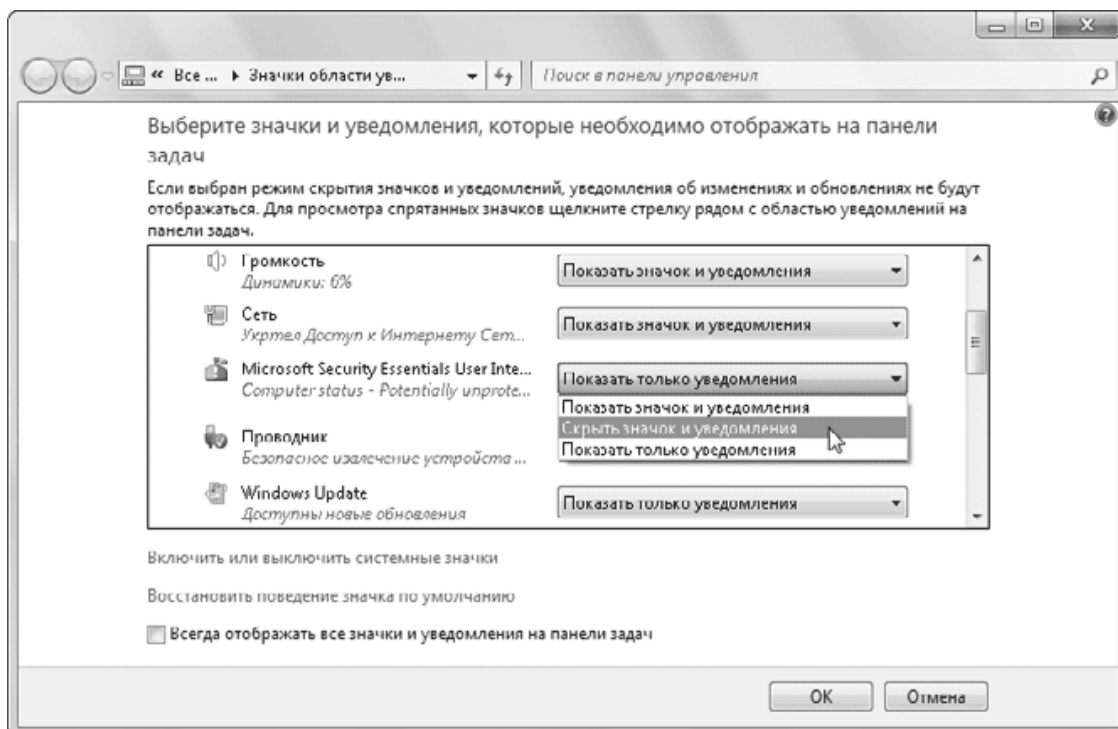 « Все ... ▸ Значки области ув...
Поиск в панели управления
Выберите значки и уведомления, которые необходимо отображать на панели
задач
Если выбран режим скрытия значков и уведомлений, уведомления об изменениях и обновлениях не будут
отображаться. Для просмотра спрятанных значков щелкните стрелку рядом с областью уведомлений на
панели задач.
Громкость
Динамики: 6%
Показать значок и уведомления
Сеть
Укртел Доступ к Интернету Сет...
Показать значок и уведомления
Microsoft Security Essentials User Inte...
Computer status - Potentially unprote...
Показать только уведомления
Показать значок и уведомления
Скрыть значок и уведомления
Показать только уведомления
Проводник
Безопасное извлечение устройства ...
Windows Update
Доступны новые обновления
Показать только уведомления
Включить или выключить системные значки
Восстановить поведение значка по умолчанию
Всегда отображать все значки и уведомления на панели задач
OK
Отмена